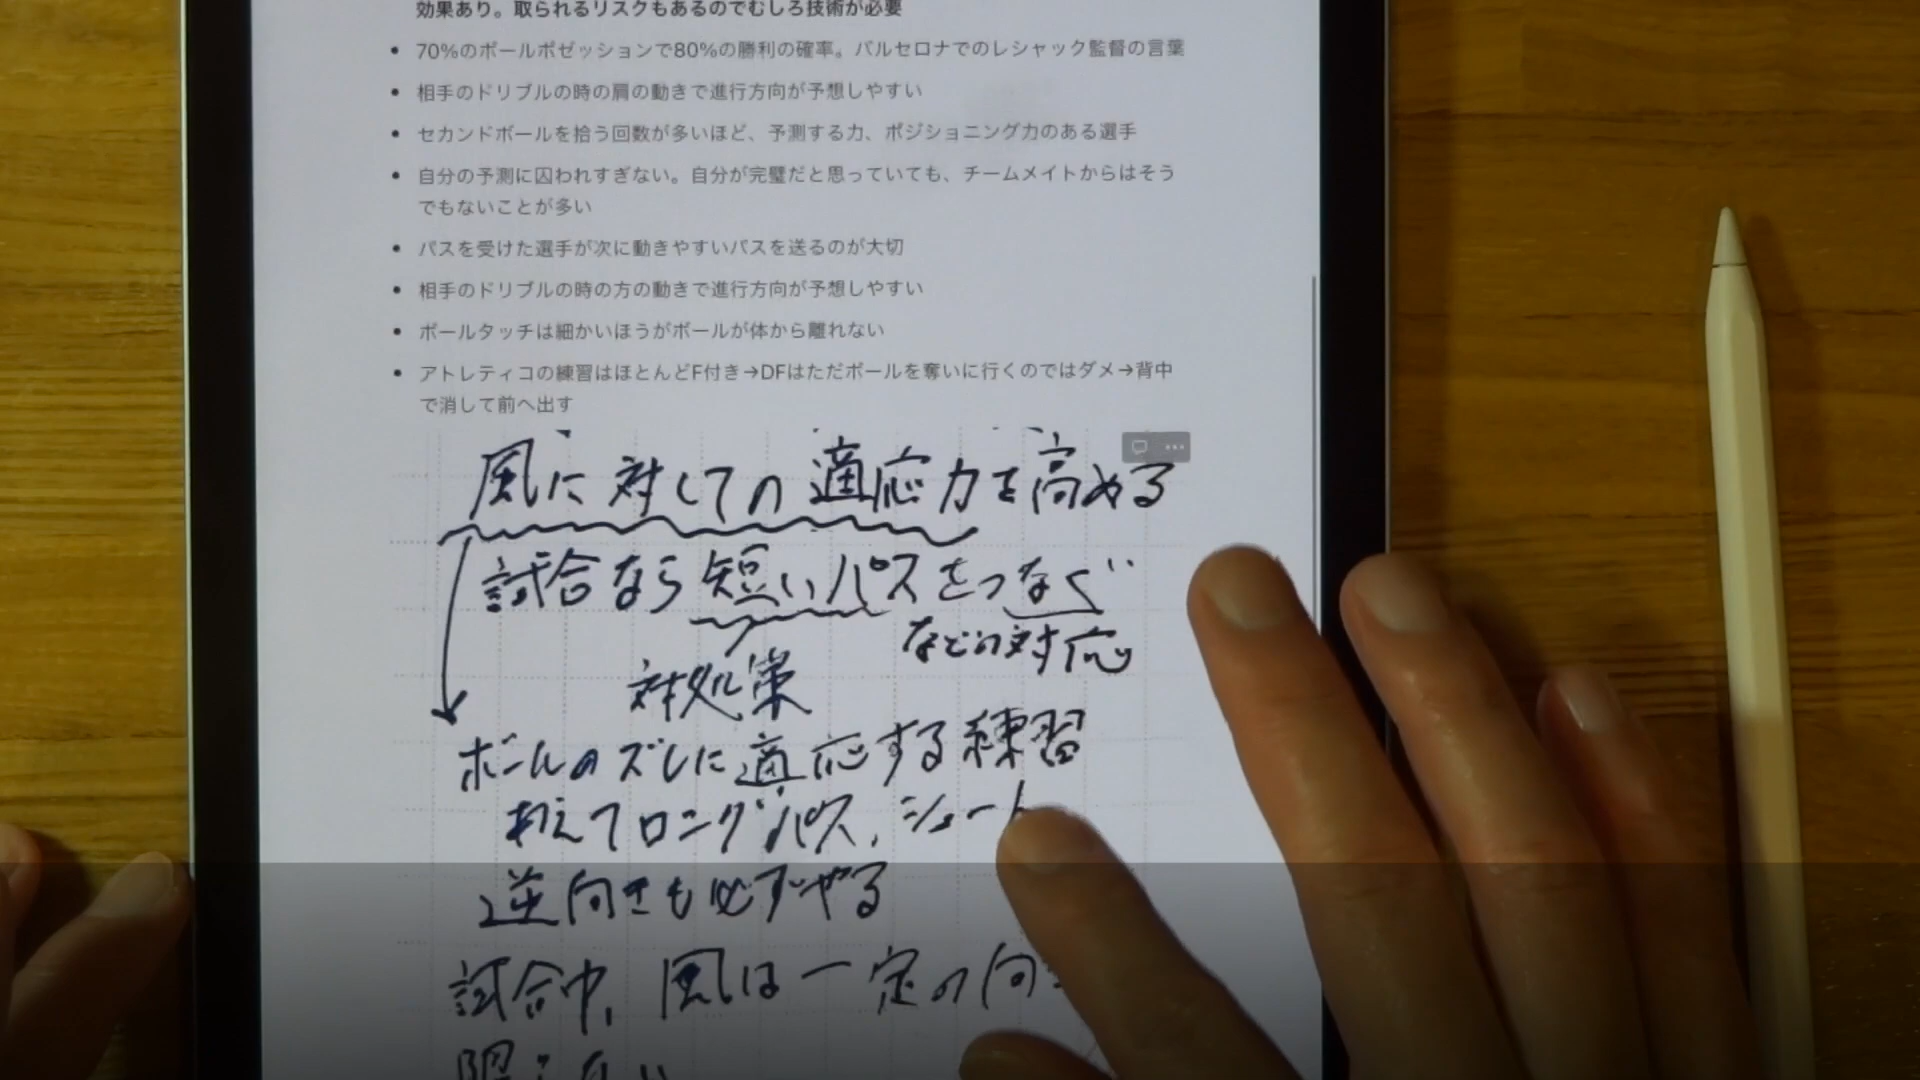 効果あり。取られるリスクもあるのでむしろ技術が必要
• 70%のボールポゼッションで80%の勝利の確率。バルセロナでのレシャック監督の言葉
• 相手のドリブルの時の肩の動きで進行方向が予想しやすい
• セカンドボールを拾う回数が多いほど、予測する力、ポジショニング力のある選手
• 自分の予測に囚われすぎない。自分が完璧だと思っていても、チームメイトからはそう
でもないことが多い
• パスを受けた選手が次に動きやすいパスを送るのが大切
• 相手のドリブルの時の方の動きで進行方向が予想しやすい
• ボールタッチは細かいほうがボールが体から離れない
• アトレティコの練習はほとんどF付き→DFはただボールを奪いに行くのではダメ→背中
で消して前へ出す
風に対しての適応力を高める
試合なら短いパスをつなぐ
などの対応
対処策
ボールのズレに適応する練習
あえてロングパス、シュート
逆向きも必ずやる
試合中、風は一定の向
限らない